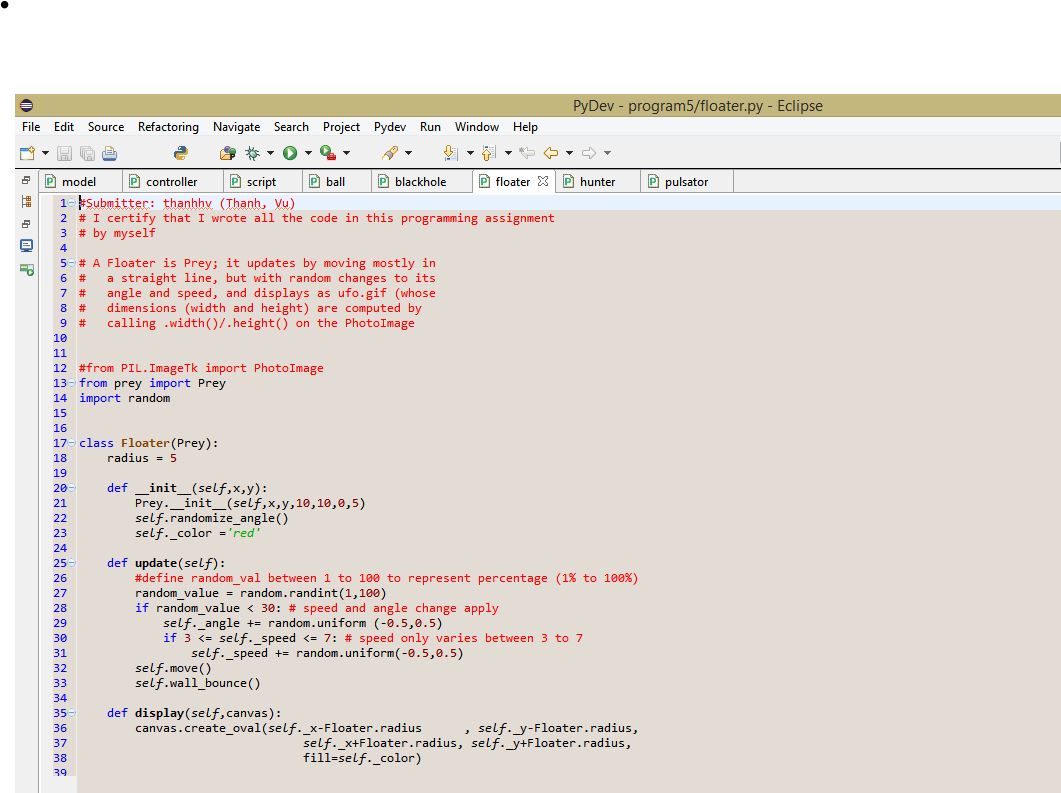 •
PyDev - program5/floater.py - Eclipse
File Edit Source Refactoring Navigate Search Project Pydev Run Window Help
model controller script ball blackhole floater hunter pulsator
1 #Submitter: thanhhv (Thanh, Vu)
2 # I certify that I wrote all the code in this programming assignment
3 # by myself
4
5 # A Floater is Prey; it updates by moving mostly in
6 #   a straight line, but with random changes to its
7 #   angle and speed, and displays as ufo.gif (whose
8 #   dimensions (width and height) are computed by
9 #   calling .width()/.height() on the PhotoImage
10
11
12 #from PIL.ImageTk import PhotoImage
13 from prey import Prey
14 import random
15
16
17 class Floater(Prey):
18     radius = 5
19
20     def __init__(self,x,y):
21         Prey.__init__(self,x,y,10,10,0,5)
22         self.randomize_angle()
23         self._color ='red'
24
25     def update(self):
26         #define random_val between 1 to 100 to represent percentage (1% to 100%)
27         random_value = random.randint(1,100)
28         if random_value < 30: # speed and angle change apply
29             self._angle += random.uniform (-0.5,0.5)
30             if 3 <= self._speed <= 7: # speed only varies between 3 to 7
31                 self._speed += random.uniform(-0.5,0.5)
32         self.move()
33         self.wall_bounce()
34
35     def display(self,canvas):
36         canvas.create_oval(self._x-Floater.radius      , self._y-Floater.radius,
37                                 self._x+Floater.radius, self._y+Floater.radius,
38                                 fill=self._color)
39